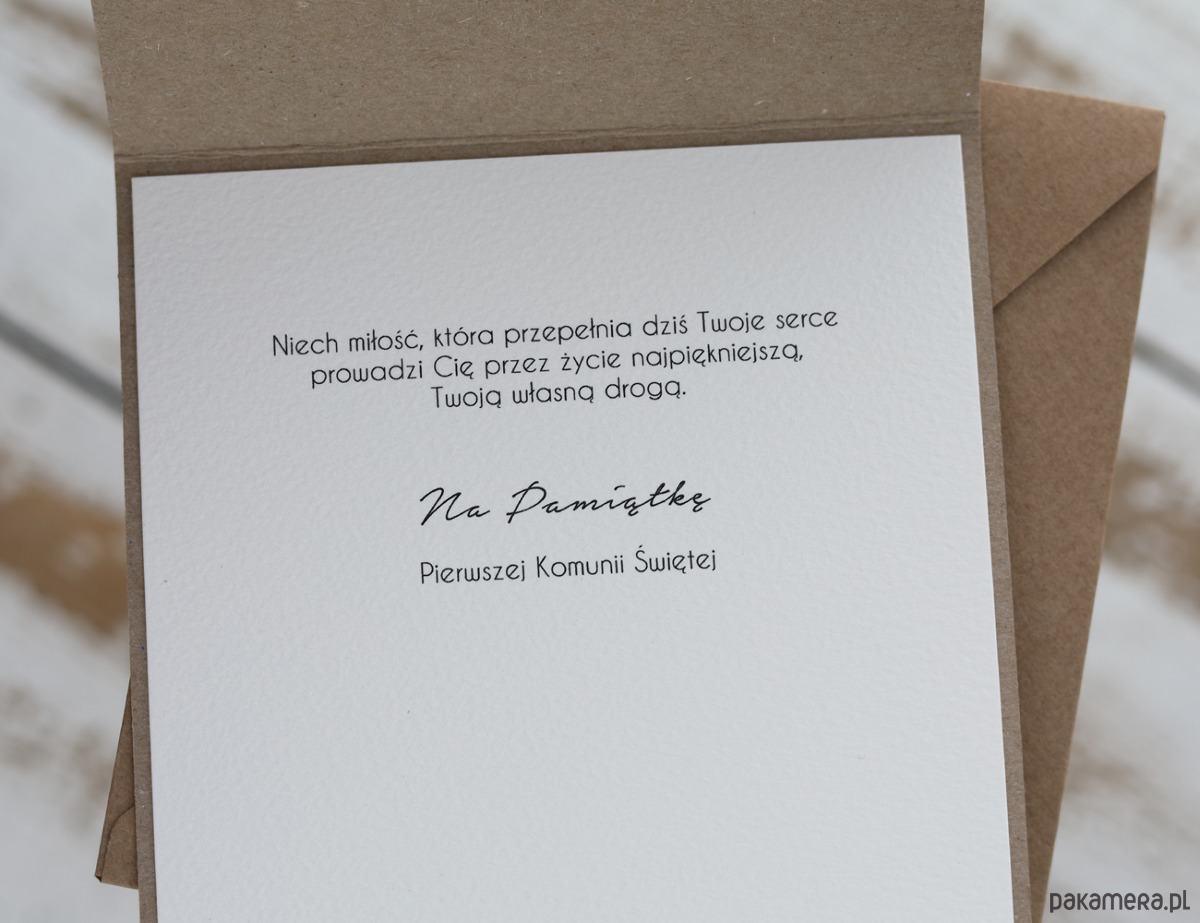 Niech miłość, która przepełnia dziś Twoje serce
prowadzi Cię przez życie najpiękniejszą,
Twoją własną drogą.
Na Pamiątkę
Pierwszej Komunii Świętej
pakamera.pl